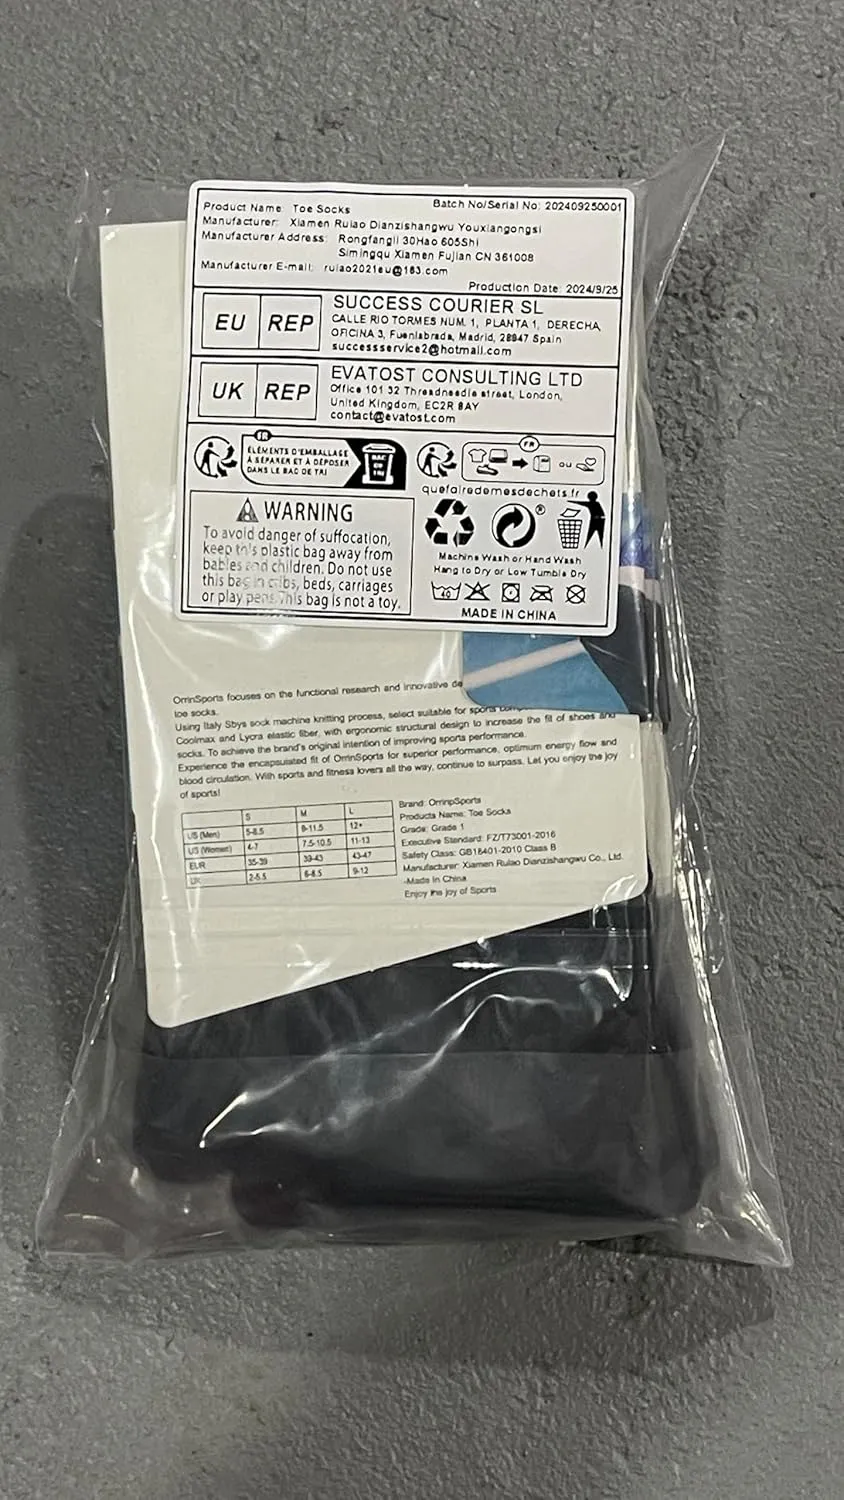 Product Name: Toe Socks
Batch No/Serial No: 202409250001
Manufacturer: Xiamen Ruiao Dianzishangwu Youxiangongsi
Manufacturer Address: Rongfangli 30Hao 605Shi
Simingqu Xiamen Fujian CN 361008
Manufacturer E-mail: ruiao2021eu@163.com
Production Date: 2024/9/25
EU REP
SUCCESS COURIER SL
CALLE RIO TORMES NUM. 1, PLANTA 1, DERECHA,
OFICINA 3, Fuenlabrada, Madrid, 28947 Spain
successservice2@hotmail.com
UK REP
EVATOST CONSULTING LTD
Office 101 32 Threadneedle street, London,
United Kingdom, EC2R 8AY
contact@evatost.com
FR
ÉLÉMENTS D'EMBALLAGE
À SÉPARER ET À DÉPOSER
DANS LE BAC DE TRI
BAC
DE
TRI
FR
ou
quefairedemesdechets.fr
WARNING
To avoid danger of suffocation,
keep this plastic bag away from
babies and children. Do not use
this bag in cribs, beds, carriages
or play pens. This bag is not a toy.
®
Machine Wash or Hand Wash
Hang to Dry or Low Tumble Dry
40
MADE IN CHINA
OrrinSports focuses on the functional research and innovative de
toe socks.
Using Italy Sbys sock machine knitting process, select suitable for sports
Coolmax and Lycra elastic fiber, with ergonomic structural design to increase the fit of shoes and
socks. To achieve the brand's original intention of improving sports performance.
Experience the encapsulated fit of OrrinSports for superior performance, optimum energy flow and
blood circulation. With sports and fitness lovers all the way, continue to surpass. Let you enjoy the joy
of sports!
S M L
US (Men) 5-8.5 9-11.5 12+
US (Women) 4-7 7.5-10.5 11-13
EUR 35-39 39-43 43-47
UK 2-5.5 6-8.5 9-12
Brand: OrrinpSports
Products Name: Toe Socks
Grade: Grade 1
Executive Standard: FZ/T73001-2016
Safety Class: GB18401-2010 Class B
Manufacturer: Xiamen Ruiao Dianzishangwu Co., Ltd.
-Made In China
Enjoy the joy of Sports